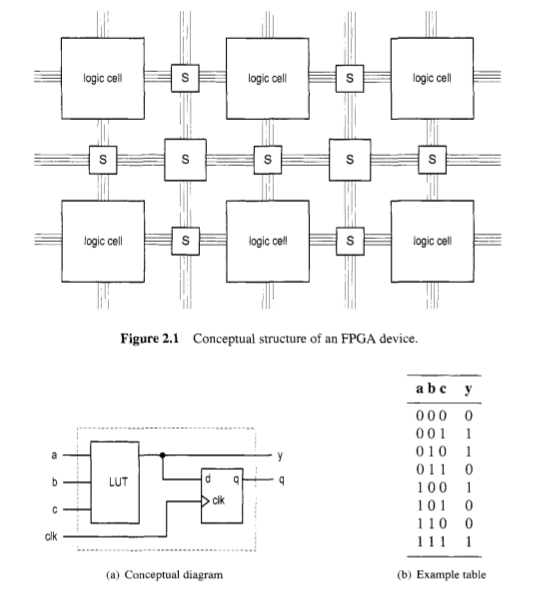 logic cell S logic cell S logic cell
S S S S S
logic cell S logic cell S logic cell
Figure 2.1 Conceptual structure of an FPGA device.
a b c y
0 0 0 0
0 0 1 1
0 1 0 1
0 1 1 0
1 0 0 1
1 0 1 0
1 1 0 0
1 1 1 1
a y
d q q
b LUT
clk
c
clk
(a) Conceptual diagram
(b) Example table